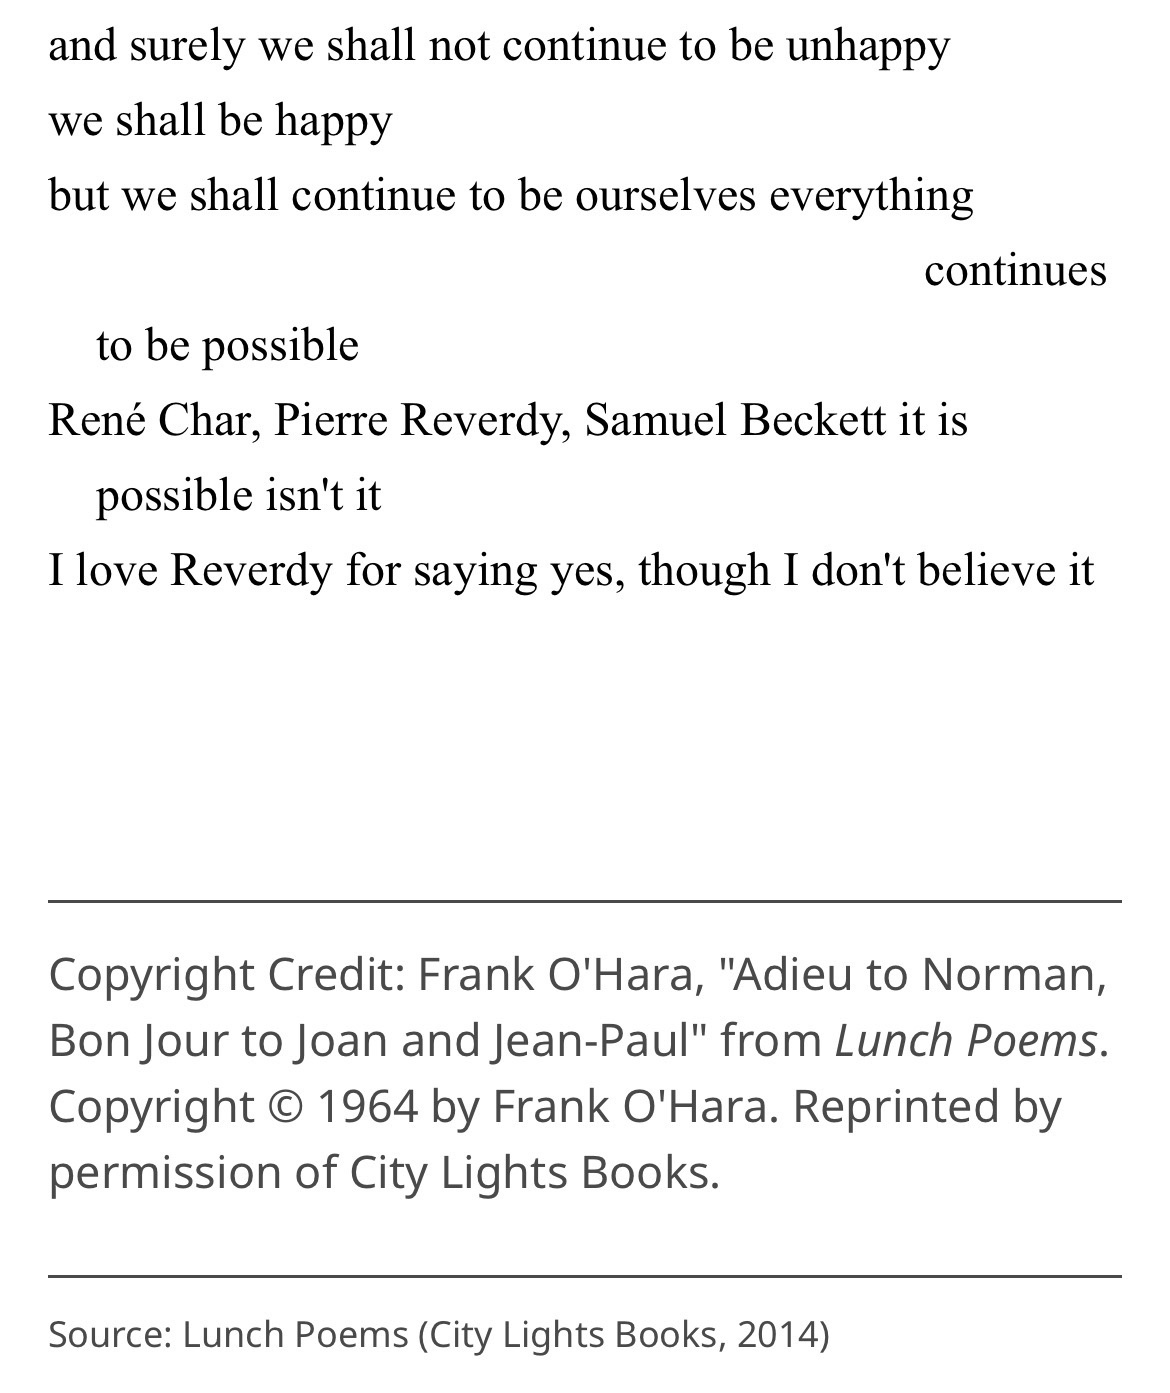 and surely we shall not continue to be unhappy
we shall be happy
but we shall continue to be ourselves everything
continues
to be possible
René Char, Pierre Reverdy, Samuel Beckett it is
possible isn't it
I love Reverdy for saying yes, though I don't believe it
Copyright Credit: Frank O'Hara, "Adieu to Norman,
Bon Jour to Joan and Jean-Paul" from Lunch Poems.
Copyright © 1964 by Frank O'Hara. Reprinted by
permission of City Lights Books.
Source: Lunch Poems (City Lights Books, 2014)